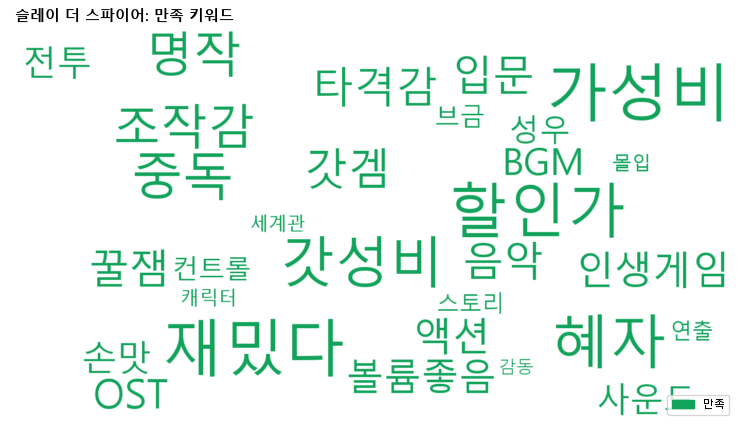 슬레이 더 스파이어: 만족 키워드
전투
명작
타격감
입문
가성비
조작감
브금
성우
중독
갓겜
BGM
몰입
할인가
세계관
꿀잼
컨트롤
갓성비
음악
인생게임
캐릭터
스토리
재밌다
액션
혜자
연출
손맛
볼륨좋음
감동
OST
만족